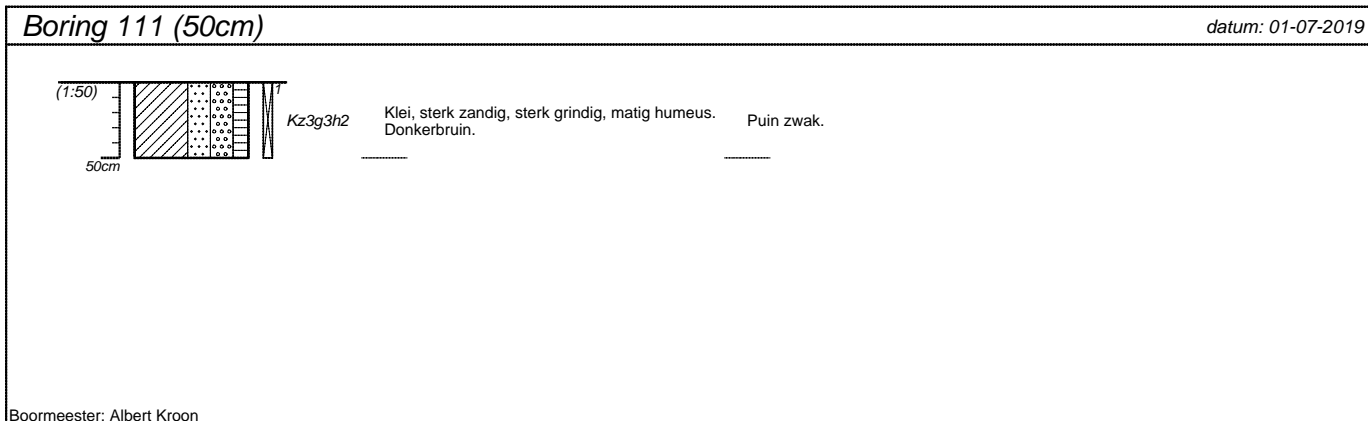 Boring 111 (50cm)
datum: 01-07-2019
(1:50)
1
Kz3g3h2
Klei, sterk zandig, sterk grindig, matig humeus.
Donkerbruin.
Puin zwak.
50cm
Boormeester: Albert Kroon